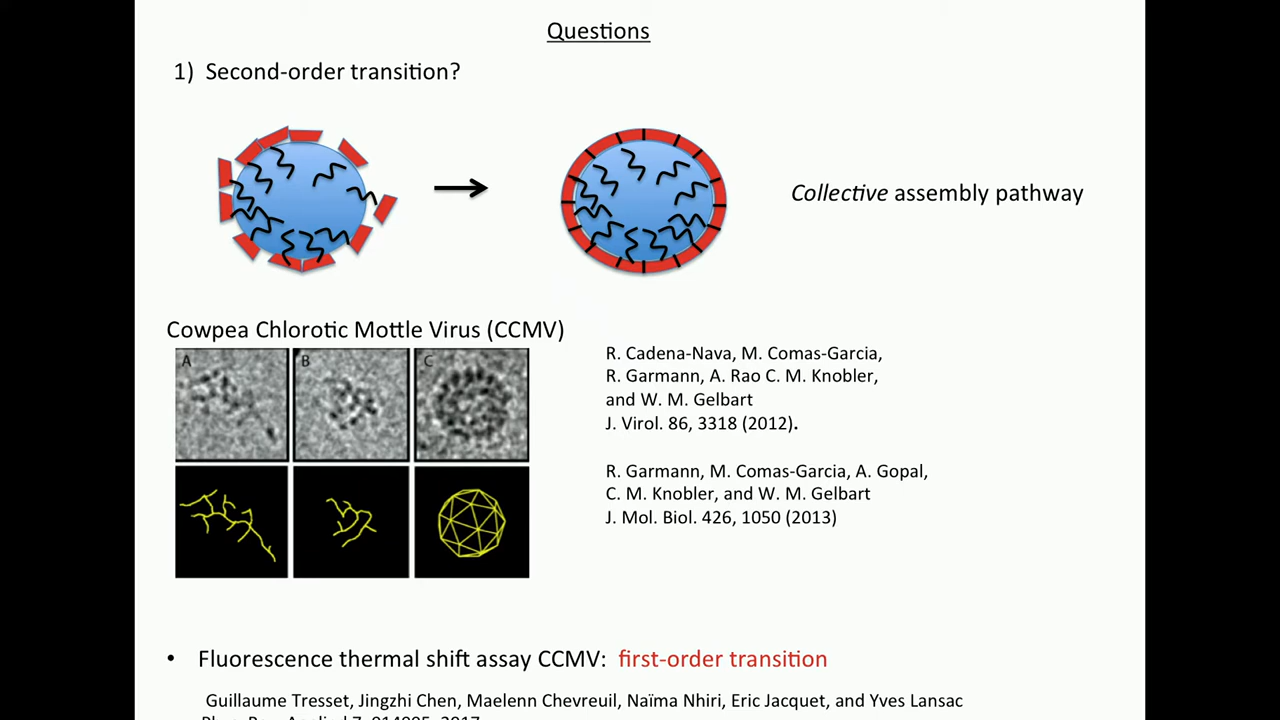 Questions
1) Second-order transition?
Collective assembly pathway
Cowpea Chlorotic Mottle Virus (CCMV)
A B C
R. Cadena-Nava, M. Comas-Garcia,
R. Garmann, A. Rao C. M. Knobler,
and W. M. Gelbart
J. Virol. 86, 3318 (2012).
R. Garmann, M. Comas-Garcia, A. Gopal,
C. M. Knobler, and W. M. Gelbart
J. Mol. Biol. 426, 1050 (2013)
• Fluorescence thermal shift assay CCMV: first-order transition
Guillaume Tresset, Jingzhi Chen, Maelenn Chevreuil, Naïma Nhiri, Eric Jacquet, and Yves Lansac